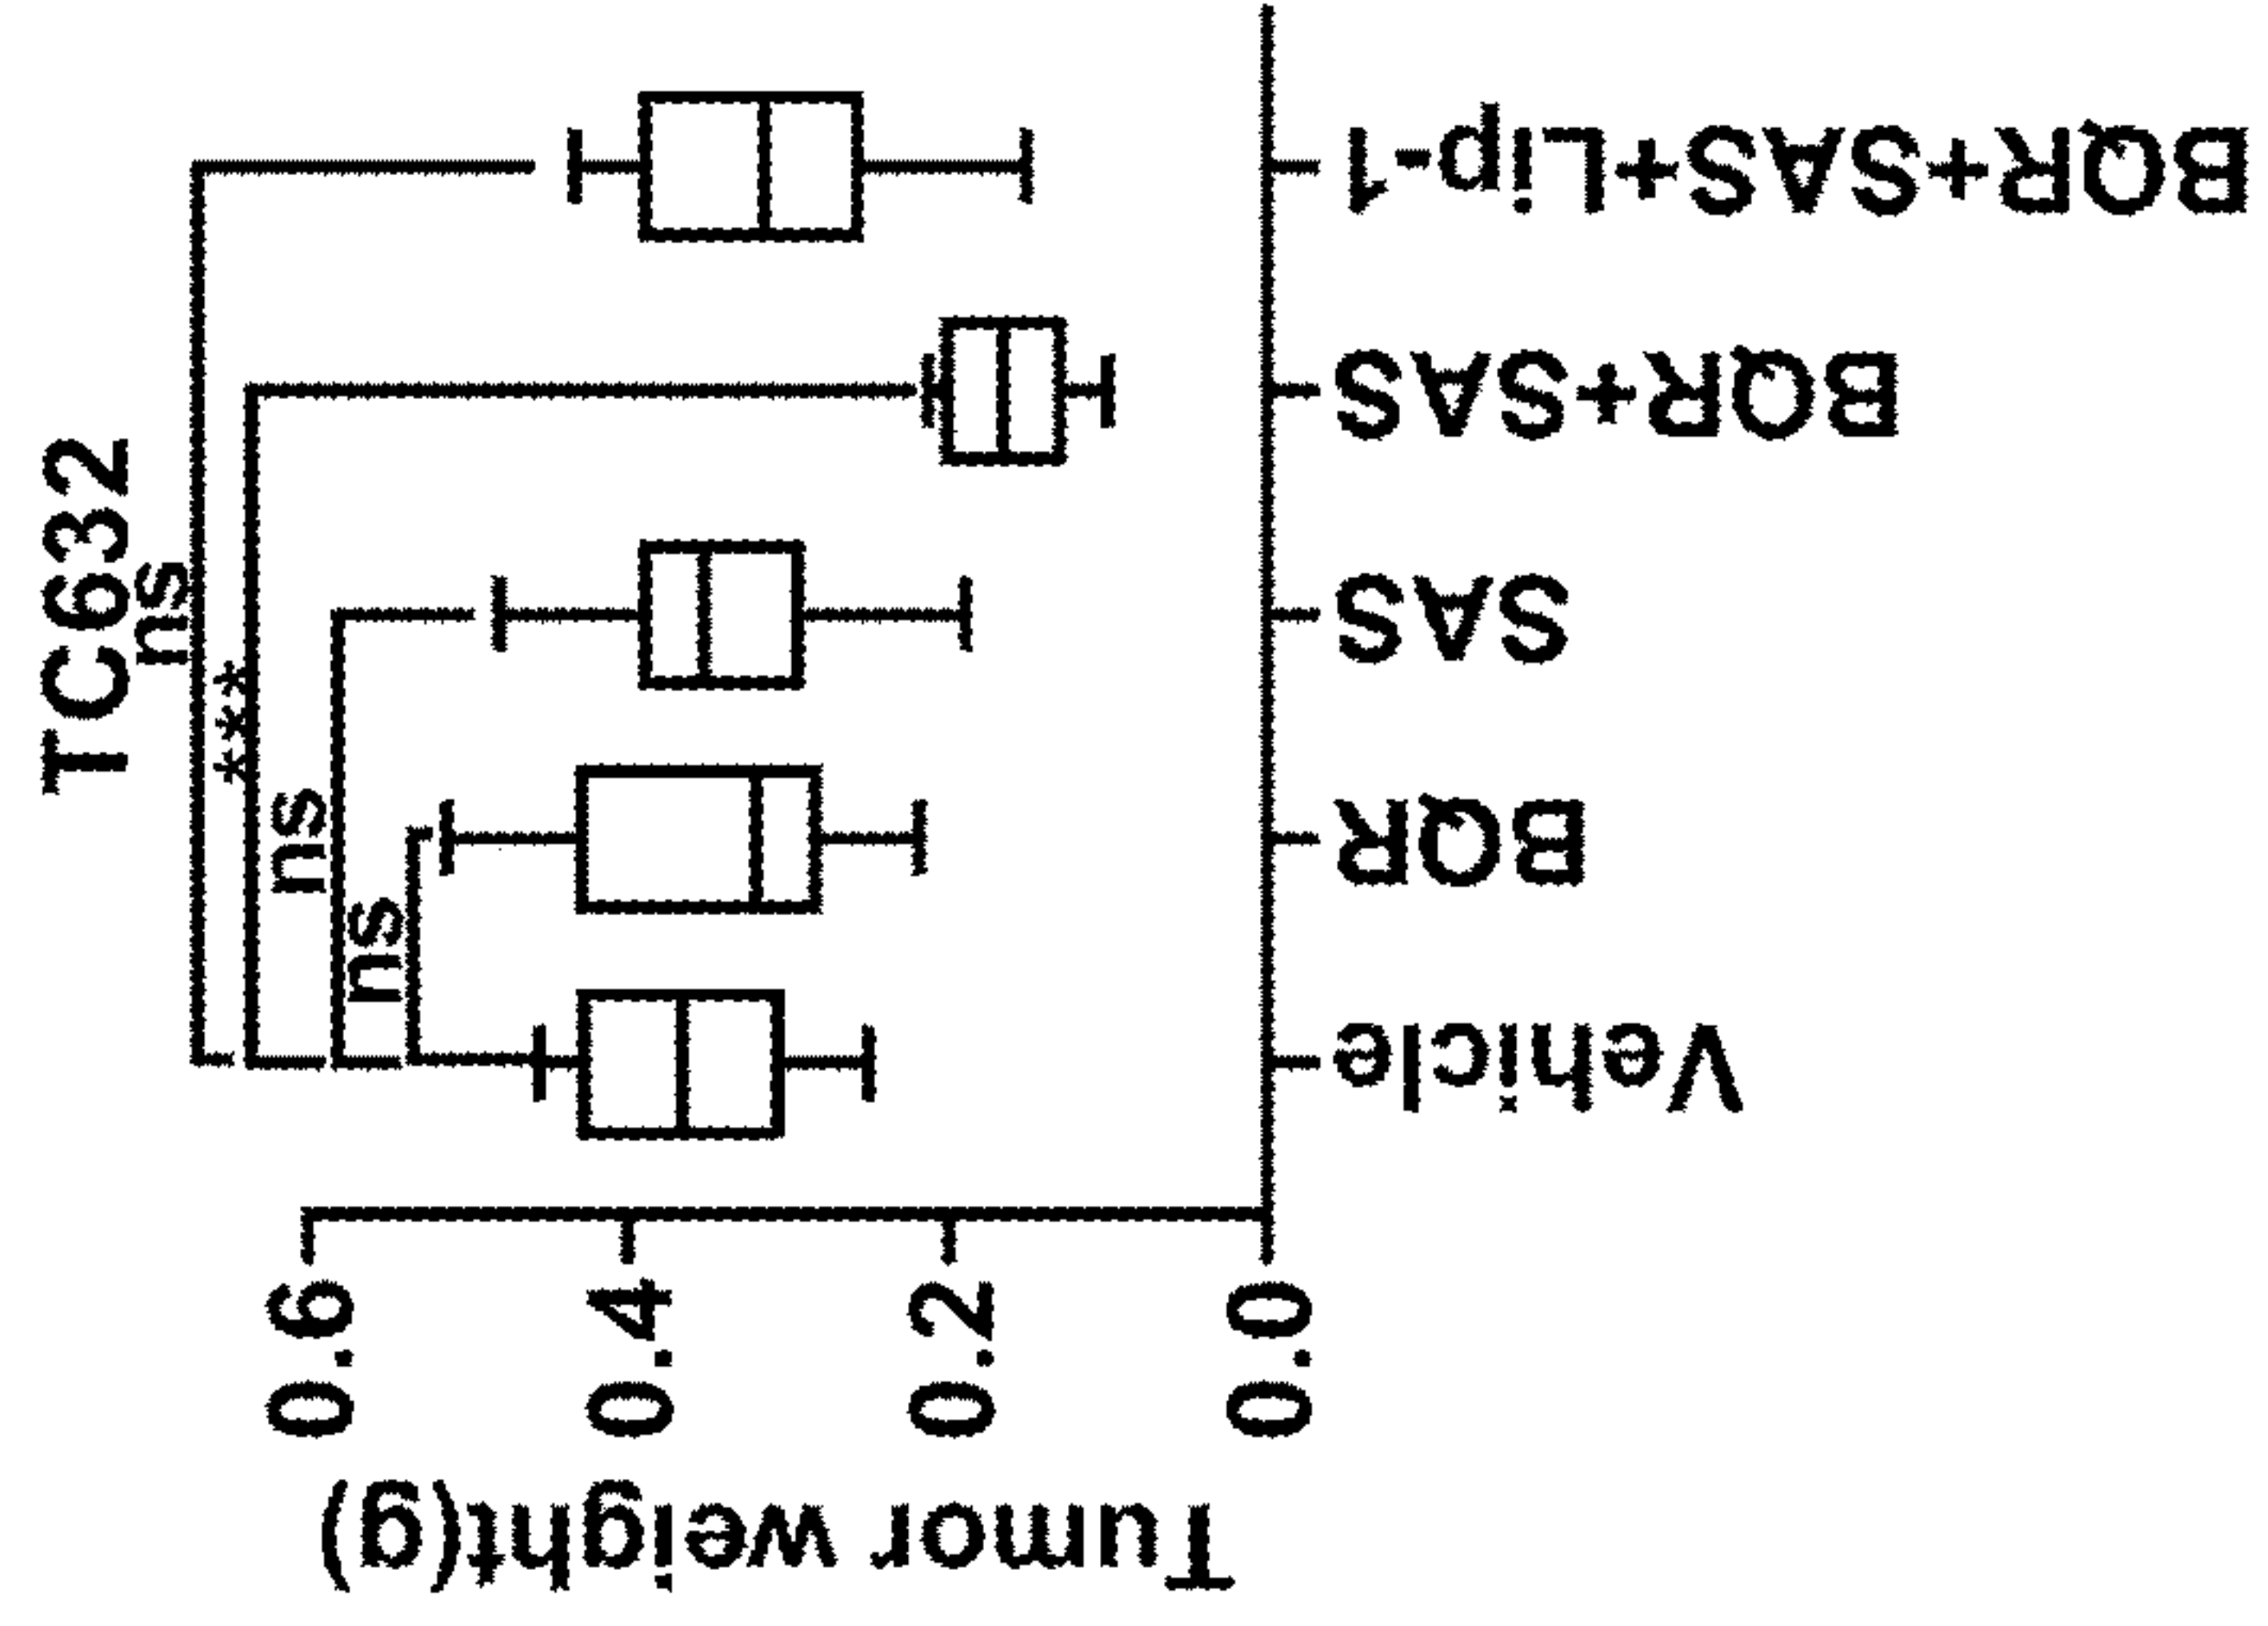 TC632
ns
***
ns
ns
Tumor weight(g)
0.6
0.4
0.2
0.0
Vehicle
BQR
SAS
BQR+SAS
BQR+SAS+Lip-1